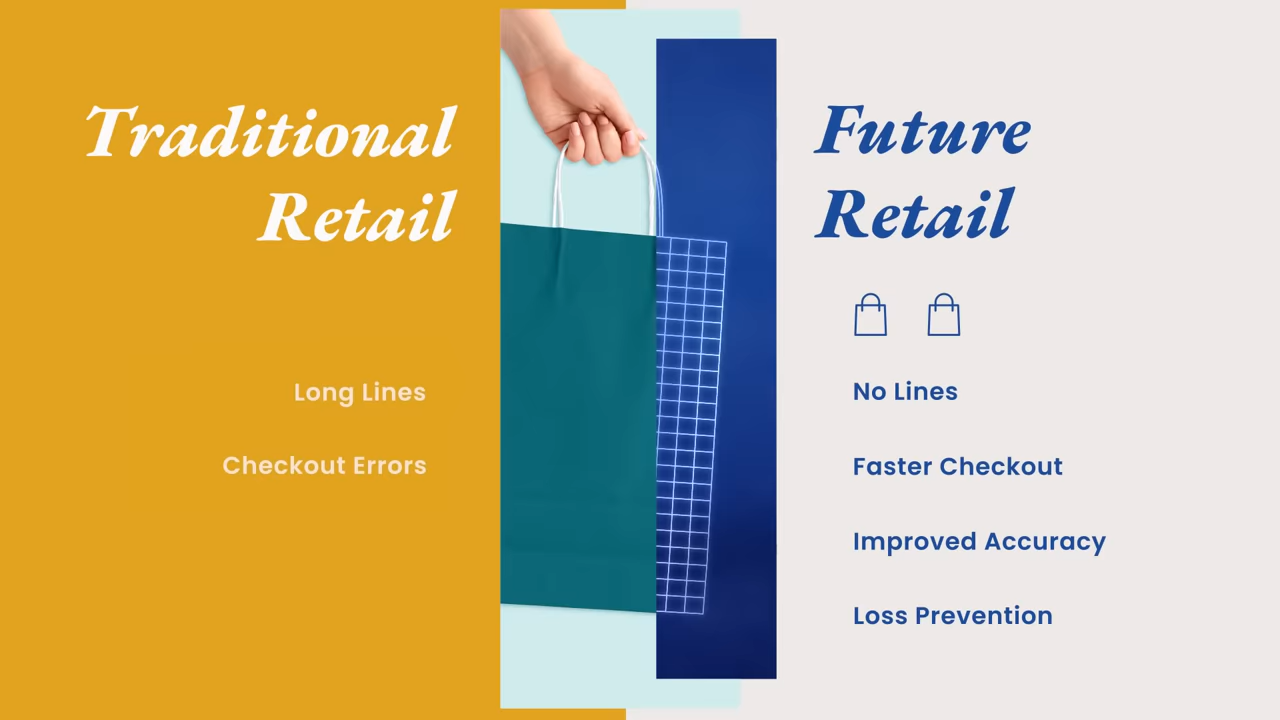 Traditional
Retail
Long Lines
Checkout Errors
Future
Retail
No Lines
Faster Checkout
Improved Accuracy
Loss Prevention